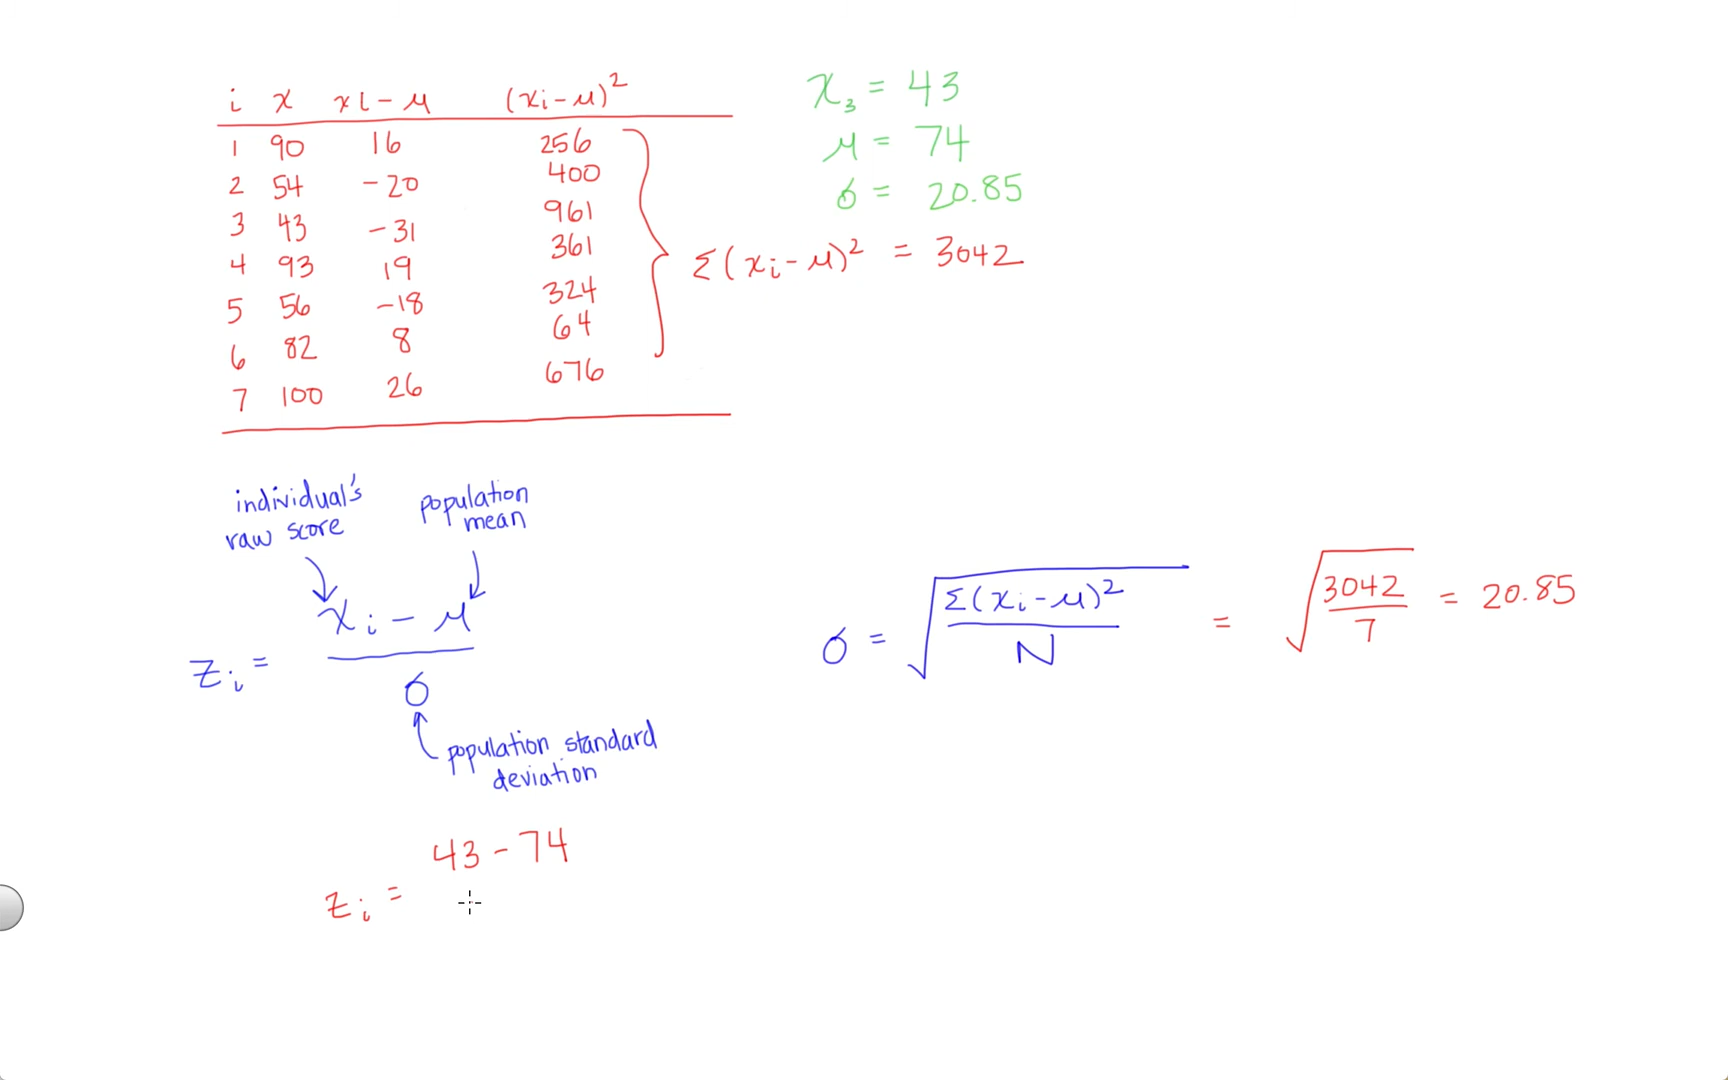 i x xi-μ (xi-μ)²
1 90 16 256
2 54 -20 400
3 43 -31 961
4 93 19 361
5 56 -18 324
6 82 8 64
7 100 26 676
x₃ = 43
μ = 74
σ = 20.85
Σ(xi-μ)² = 3042
individual's
raw score
population
mean
zi = (xi - μ) / σ
population standard
deviation
σ = √(Σ(xi-μ)² / N) = √(3042 / 7) = 20.85
43 - 74
zi =